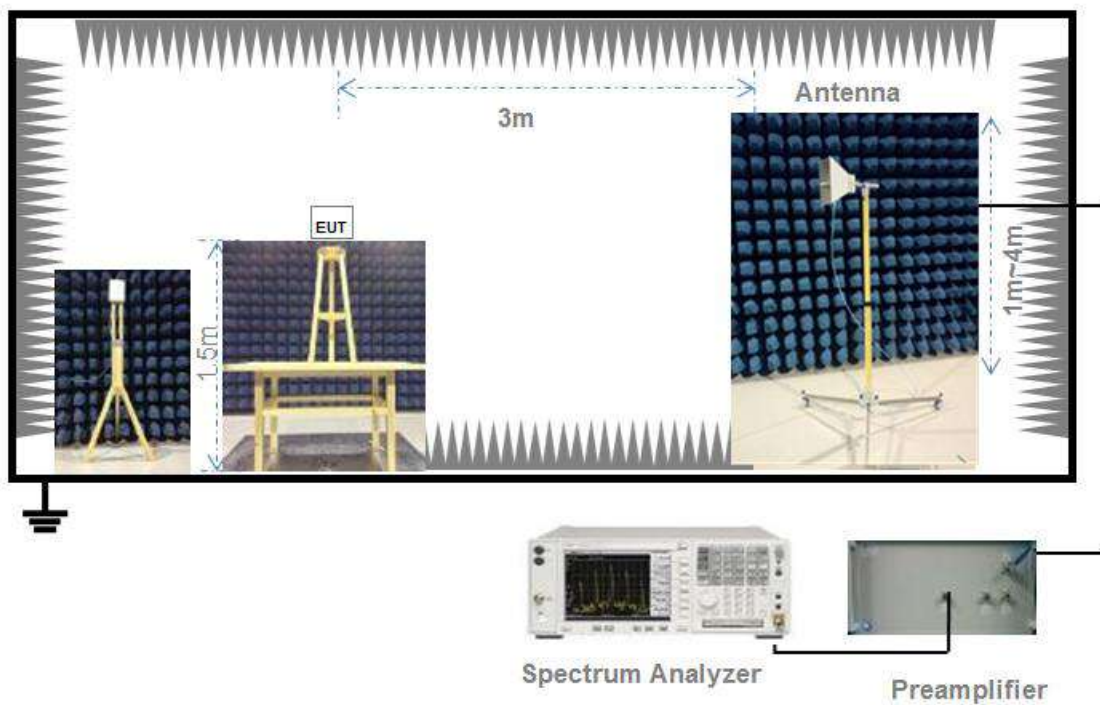 Antenna
3m
EUT
1.5m
1m~4m
Spectrum Analyzer
Preamplifier